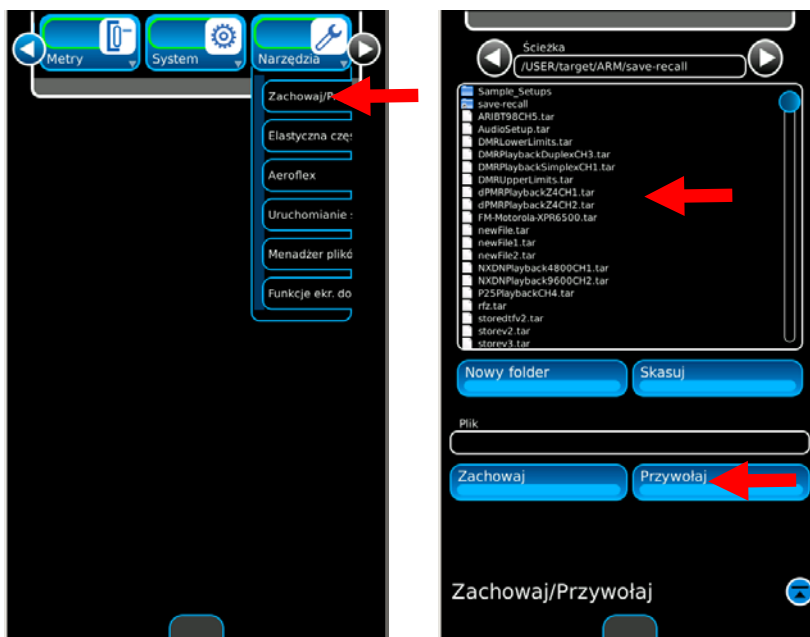 Metry
System
Narzędzia
Zachowaj/P
Elastyczna częs
Aeroflex
Uruchomianie s
Menadżer plikó
Funkcje ekr. do
Ścieżka
/USER/target/ARM/save-recall
Sample_Setups
save-recall
ARIBT98CH5.tar
AudioSetup.tar
DMRLowerLimits.tar
DMRPlaybackDuplexCH3.tar
DMRPlaybackSimplexCH1.tar
DMRUpperLimits.tar
dPMRPlaybackZ4CH1.tar
dPMRPlaybackZ4CH2.tar
FM-Motorola-XPR6500.tar
newFile.tar
newFile1.tar
newFile2.tar
NXDNPlayback4800CH1.tar
NXDNPlayback9600CH2.tar
P25PlaybackCH4.tar
rfz.tar
storedtfv2.tar
storev2.tar
storev3.tar
Nowy folder
Skasuj
Plik
Zachowaj
Przywołaj
Zachowaj/Przywołaj